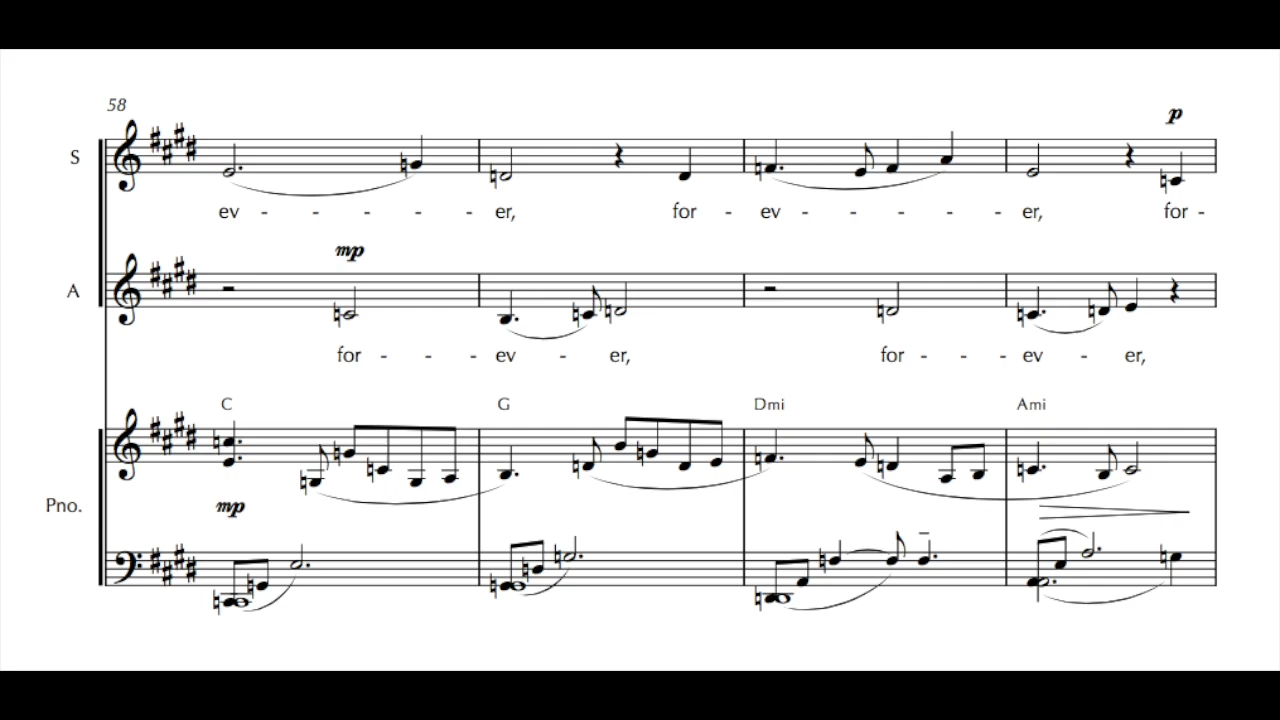 58
p
S
ev - - - - - er, for - ev - - - - - er, for -
mp
A
for - - - ev - er, for - - - ev - er,
C G Dmi Ami
Pno.
mp